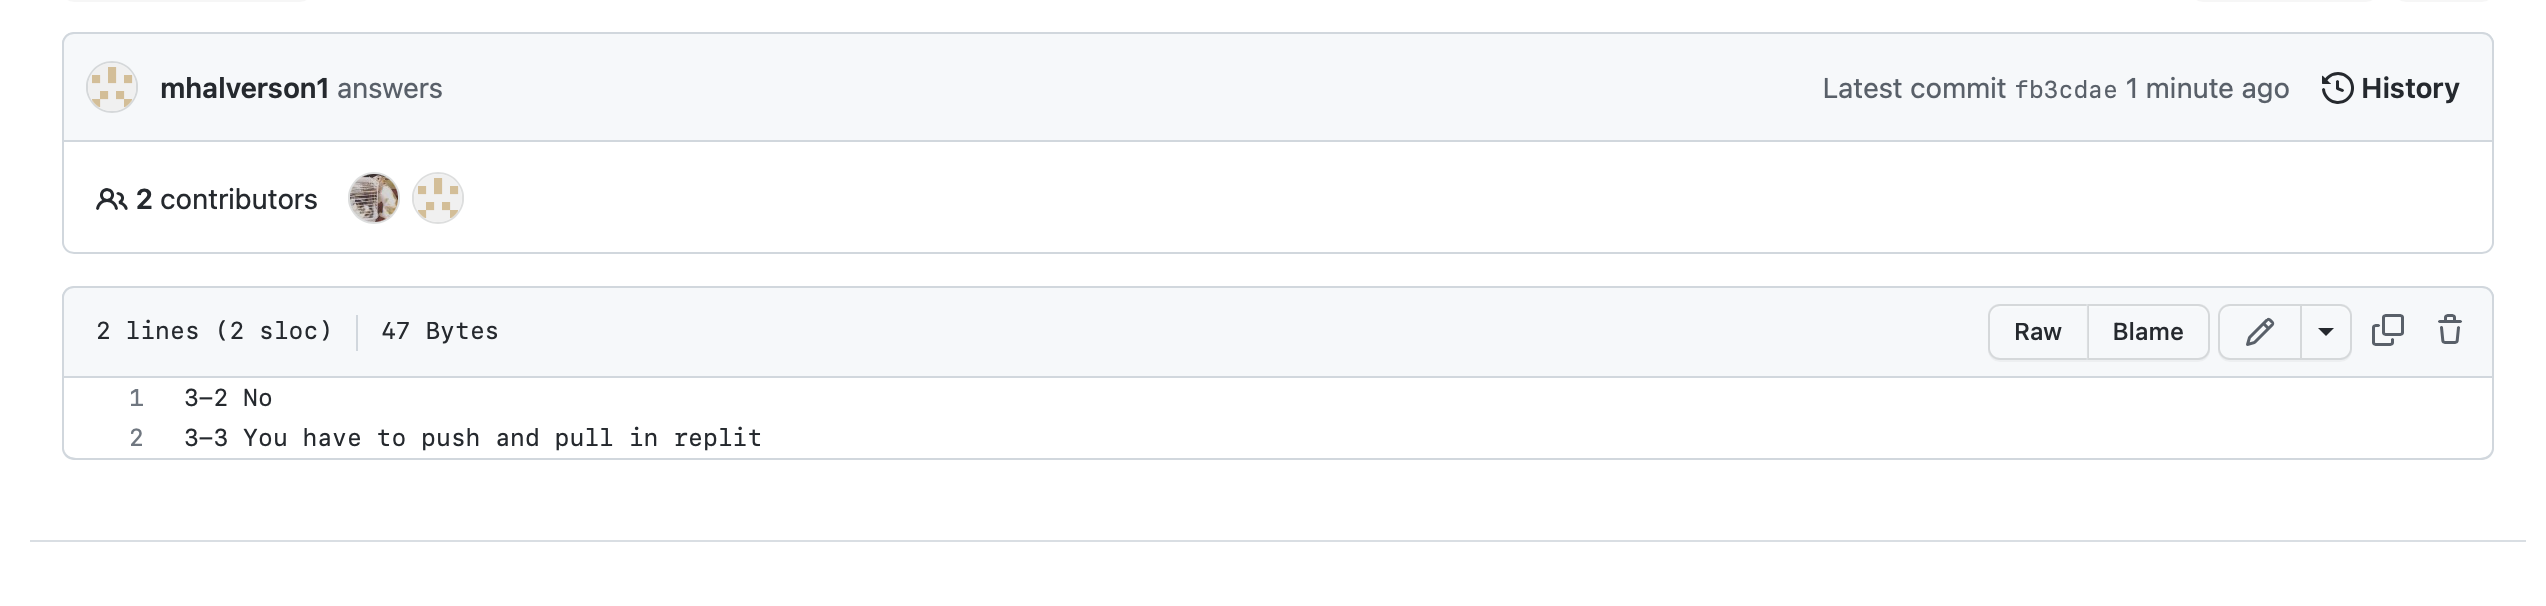 mhalverson1 answers
Latest commit fb3cdae 1 minute ago History
2 contributors
2 lines (2 sloc) 47 Bytes
Raw Blame
1 3–2 No
2 3–3 You have to push and pull in replit